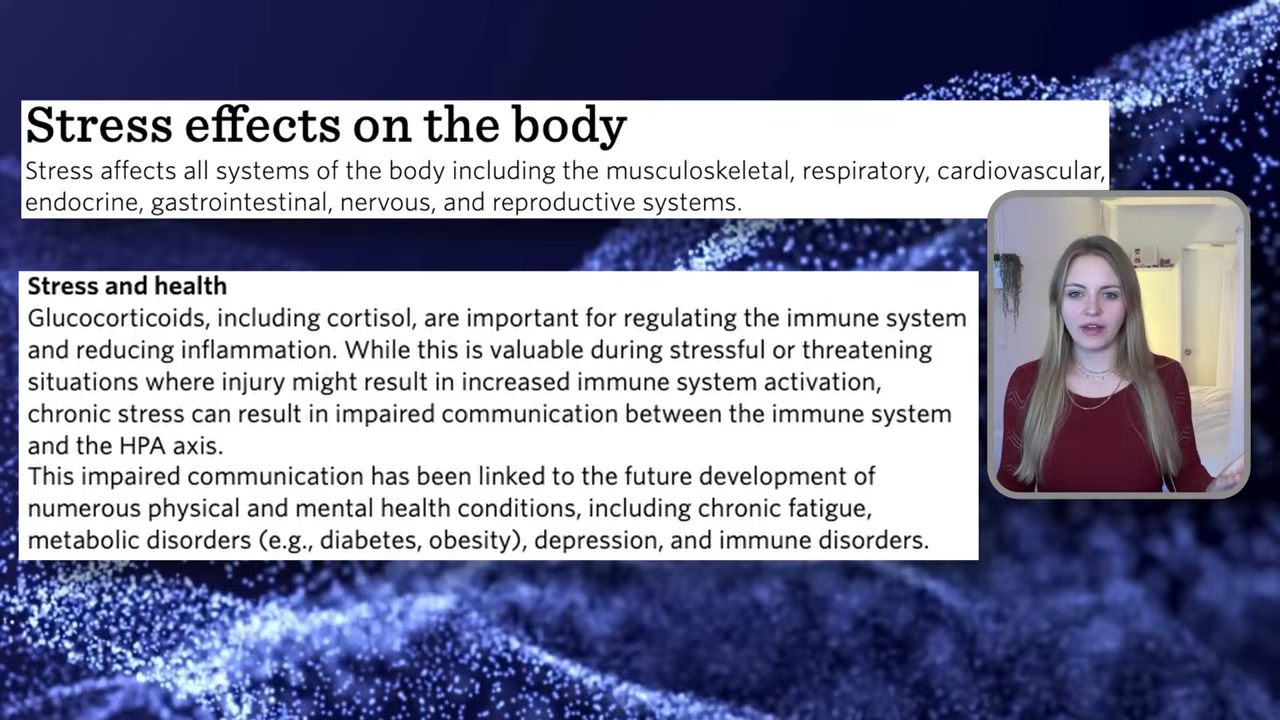 Stress effects on the body
Stress affects all systems of the body including the musculoskeletal, respiratory, cardiovascular,
endocrine, gastrointestinal, nervous, and reproductive systems.
Stress and health
Glucocorticoids, including cortisol, are important for regulating the immune system
and reducing inflammation. While this is valuable during stressful or threatening
situations where injury might result in increased immune system activation,
chronic stress can result in impaired communication between the immune system
and the HPA axis.
This impaired communication has been linked to the future development of
numerous physical and mental health conditions, including chronic fatigue,
metabolic disorders (e.g., diabetes, obesity), depression, and immune disorders.